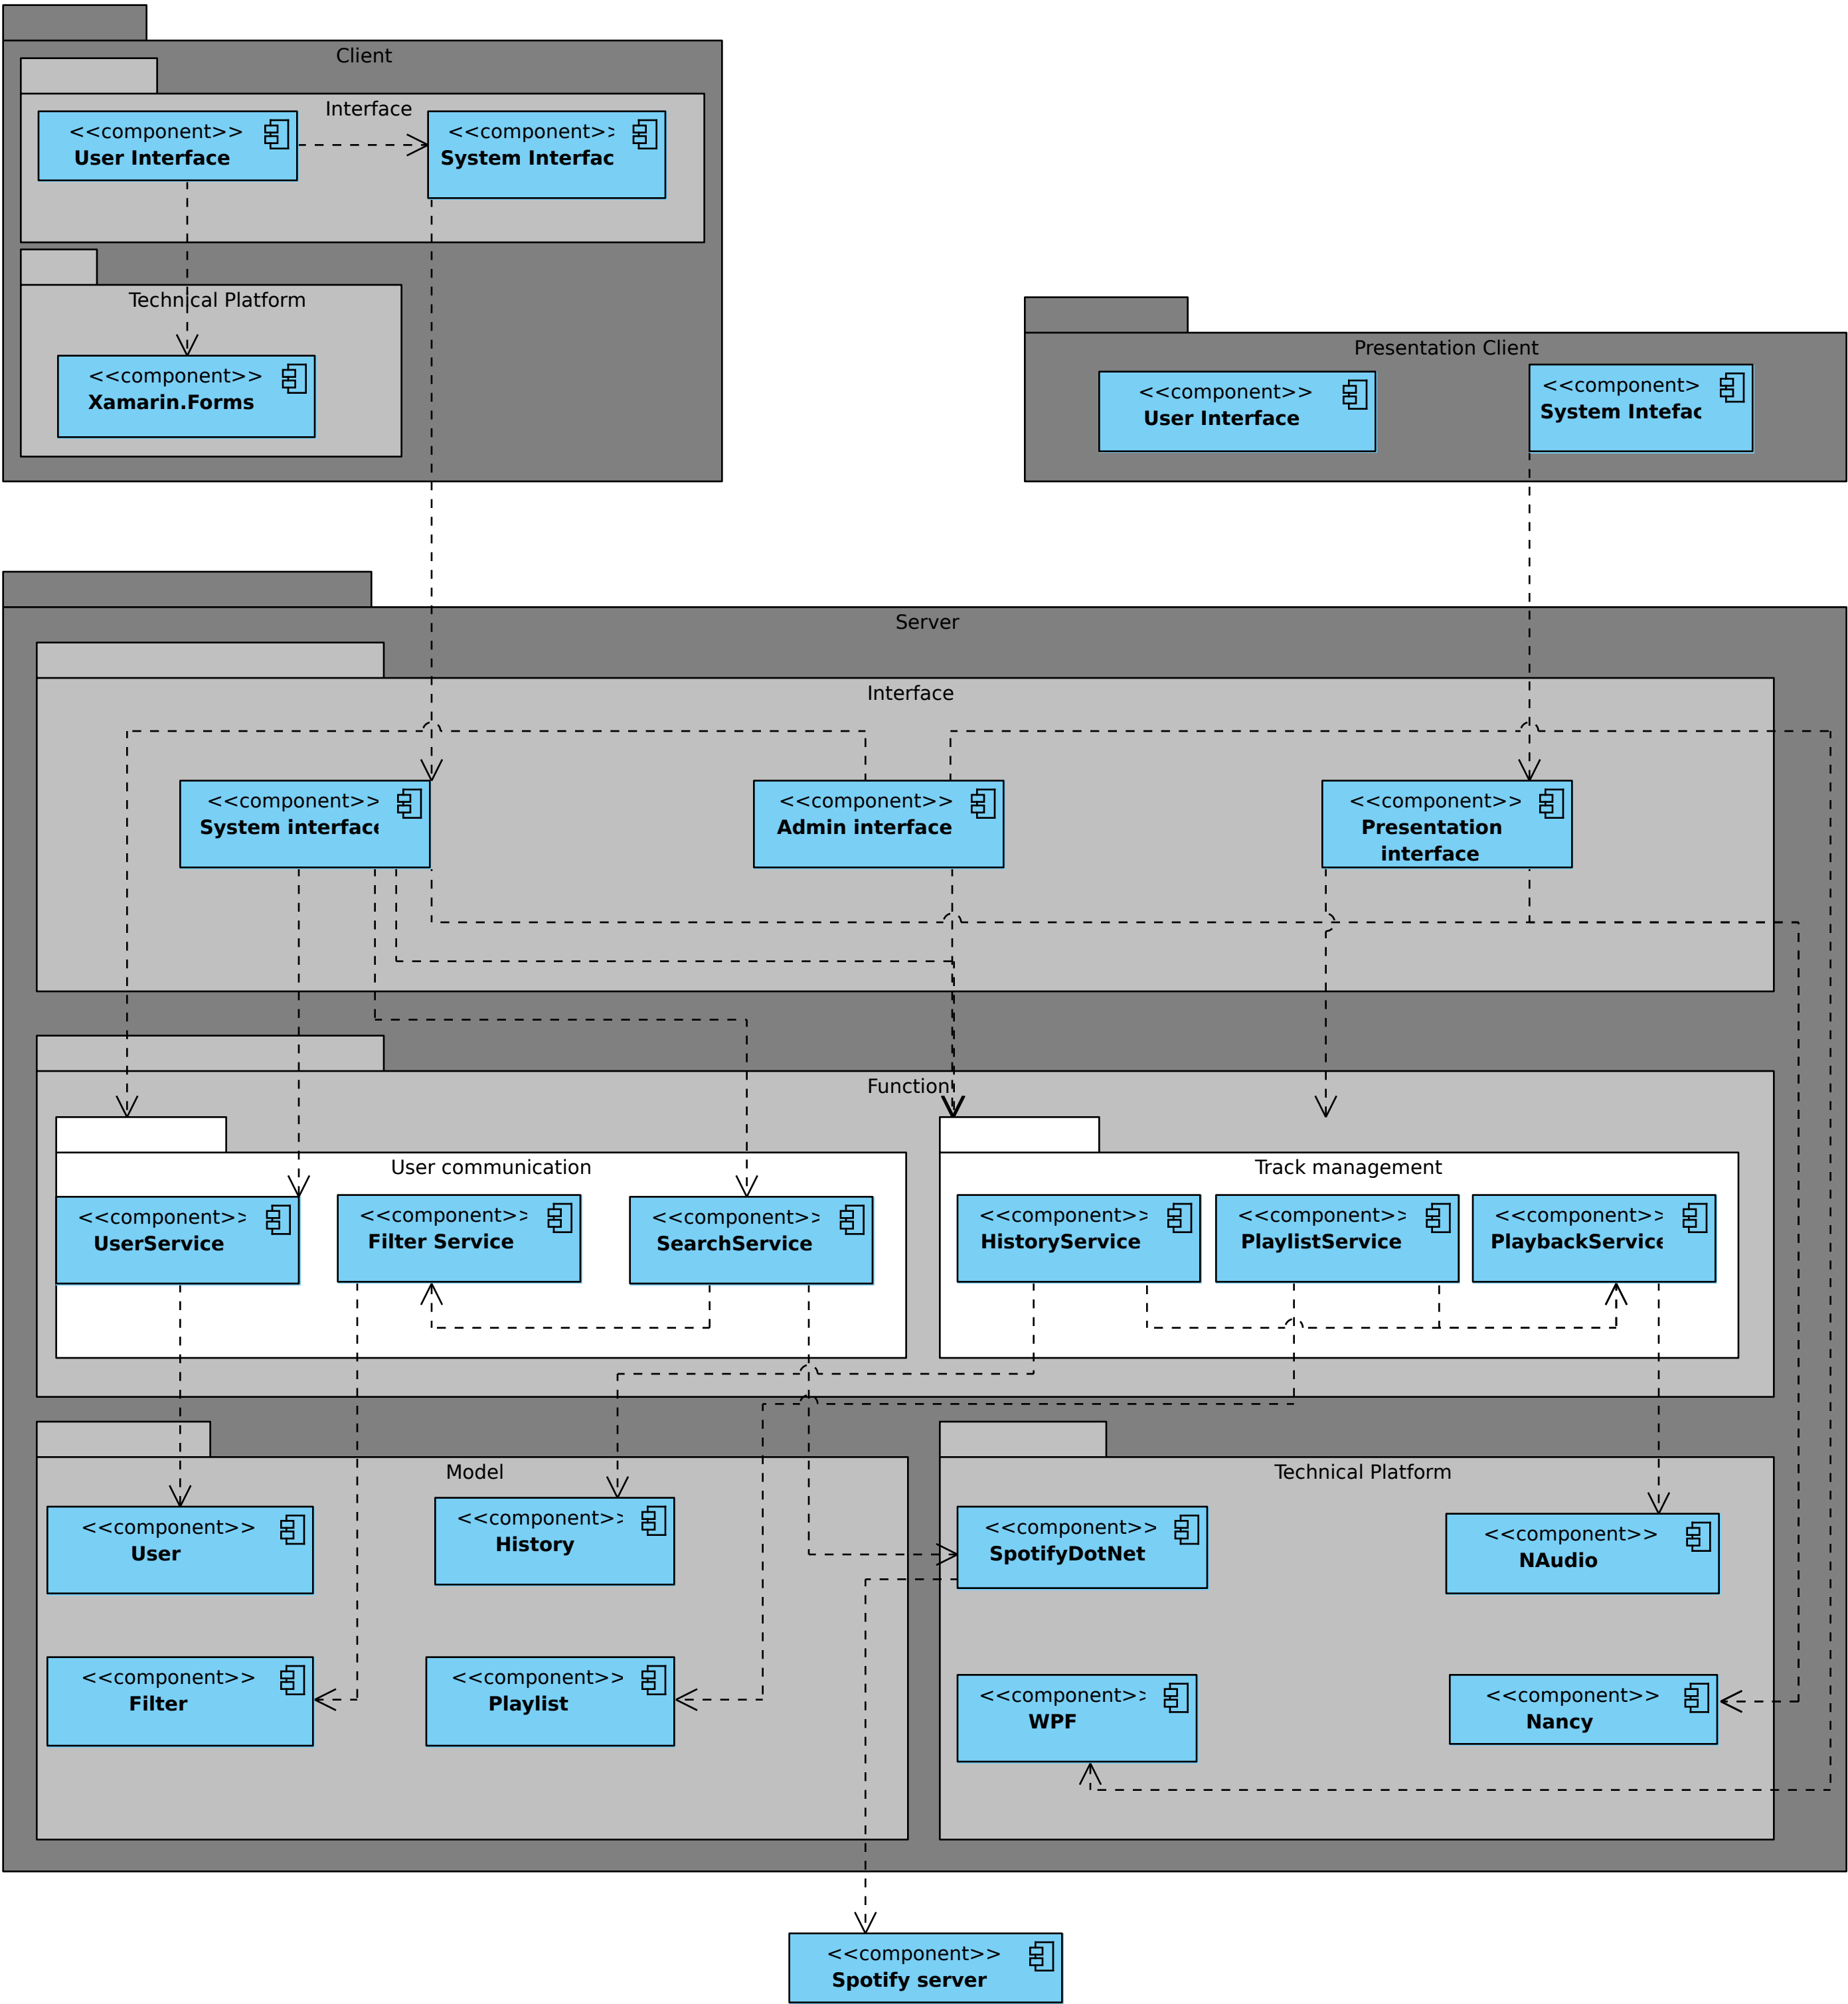 Client
Interface
<<component>>
User Interface
<<component>
System Interfac
Technical Platform
<<component>>
Xamarin.Forms
Presentation Client
<<component>>
User Interface
<<component>
System Intefac
Server
Interface
<<component>>
System interface
<<component>>
Admin interface
<<component>>
Presentation
interface
Function
User communication
<<component>>
UserService
<<component>>
Filter Service
<<component>>
SearchService
Track management
<<component>>
HistoryService
<<component>>
PlaylistService
<<component>>
PlaybackService
Model
<<component>>
User
<<component>>
History
<<component>>
Filter
<<component>>
Playlist
Technical Platform
<<component>>
SpotifyDotNet
<<component>>
NAudio
<<component>>
WPF
<<component>>
Nancy
<<component>>
Spotify server